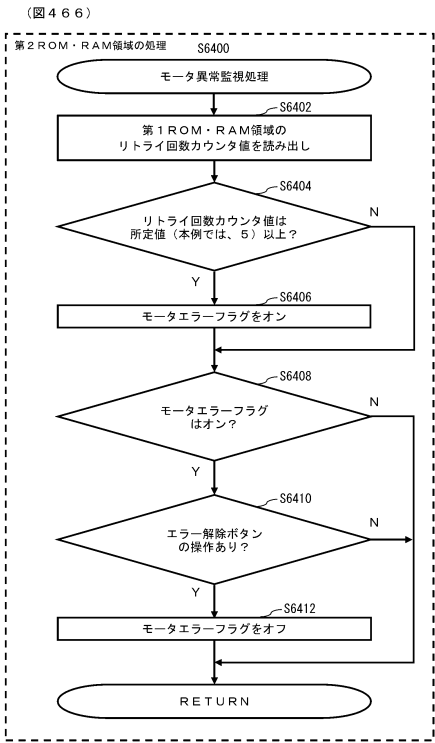 （図４６６）
第２ＲＯＭ・ＲＡＭ領域の処理
S6400
モータ異常監視処理
S6402
第１ＲＯＭ・ＲＡＭ領域の
リトライ回数カウンタ値を読み出し
S6404
リトライ回数カウンタ値は
所定値（本例では、５）以上？
N
Y
S6406
モータエラーフラグをオン
S6408
モータエラーフラグ
はオン？
N
Y
S6410
エラー解除ボタン
の操作あり？
N
Y
S6412
モータエラーフラグをオフ
ＲＥＴＵＲＮ